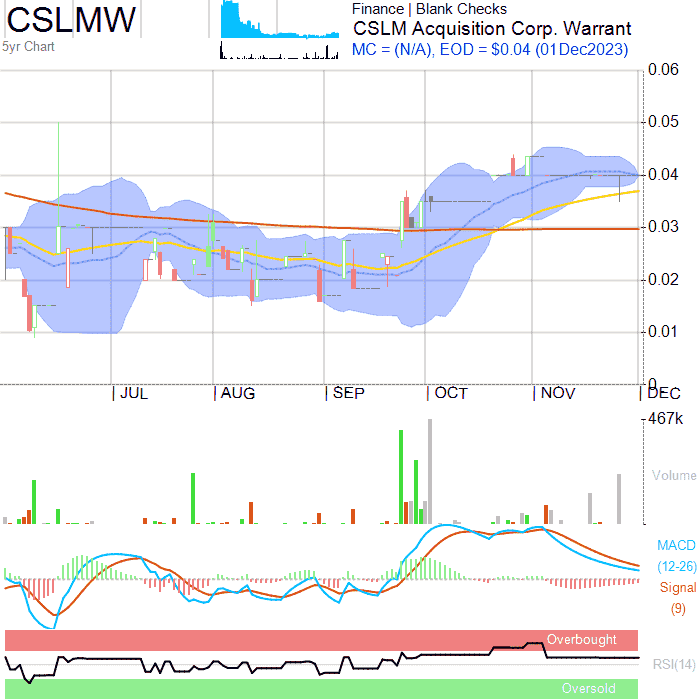 CSLMW
5yr Chart
Finance | Blank Checks
CSLM Acquisition Corp. Warrant
MC = (N/A), EOD = $0.04 (01Dec2023)
0.06
0.05
0.04
0.03
0.02
0.01
0
JUL AUG SEP OCT NOV DEC
467k
Volume
MACD
(12-26)
Signal
(9)
Overbought
RSI(14)
Oversold